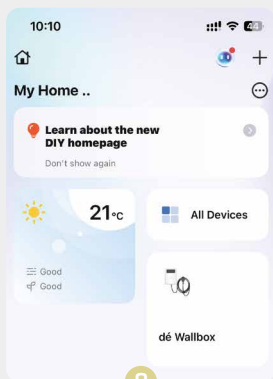 10:10
44
My Home ..
Learn about the new
DIY homepage
Don't show again
21°C
All Devices
Good
Good
dé Wallbox